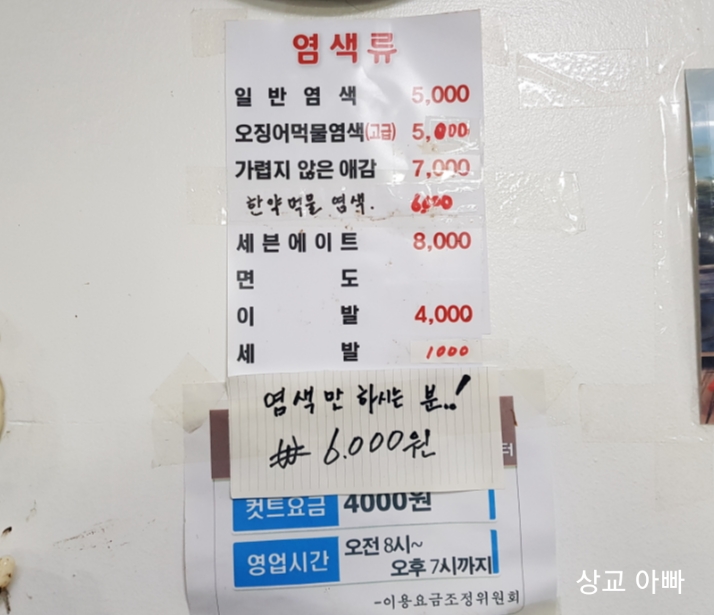 염색류
일반염색 5,000
오징어먹물염색(고급) 5,000
가렵지 않은 애감 7,000
한약먹물 염색. 6,000
세븐에이트 8,000
면도
이발 4,000
세발 1000
염색만 하시는 분..!
₩ 6.000원
터
컷트요금 4000원
영업시간 오전 8시~
오후 7시까지
-이용요금조정위원회
상교 아빠